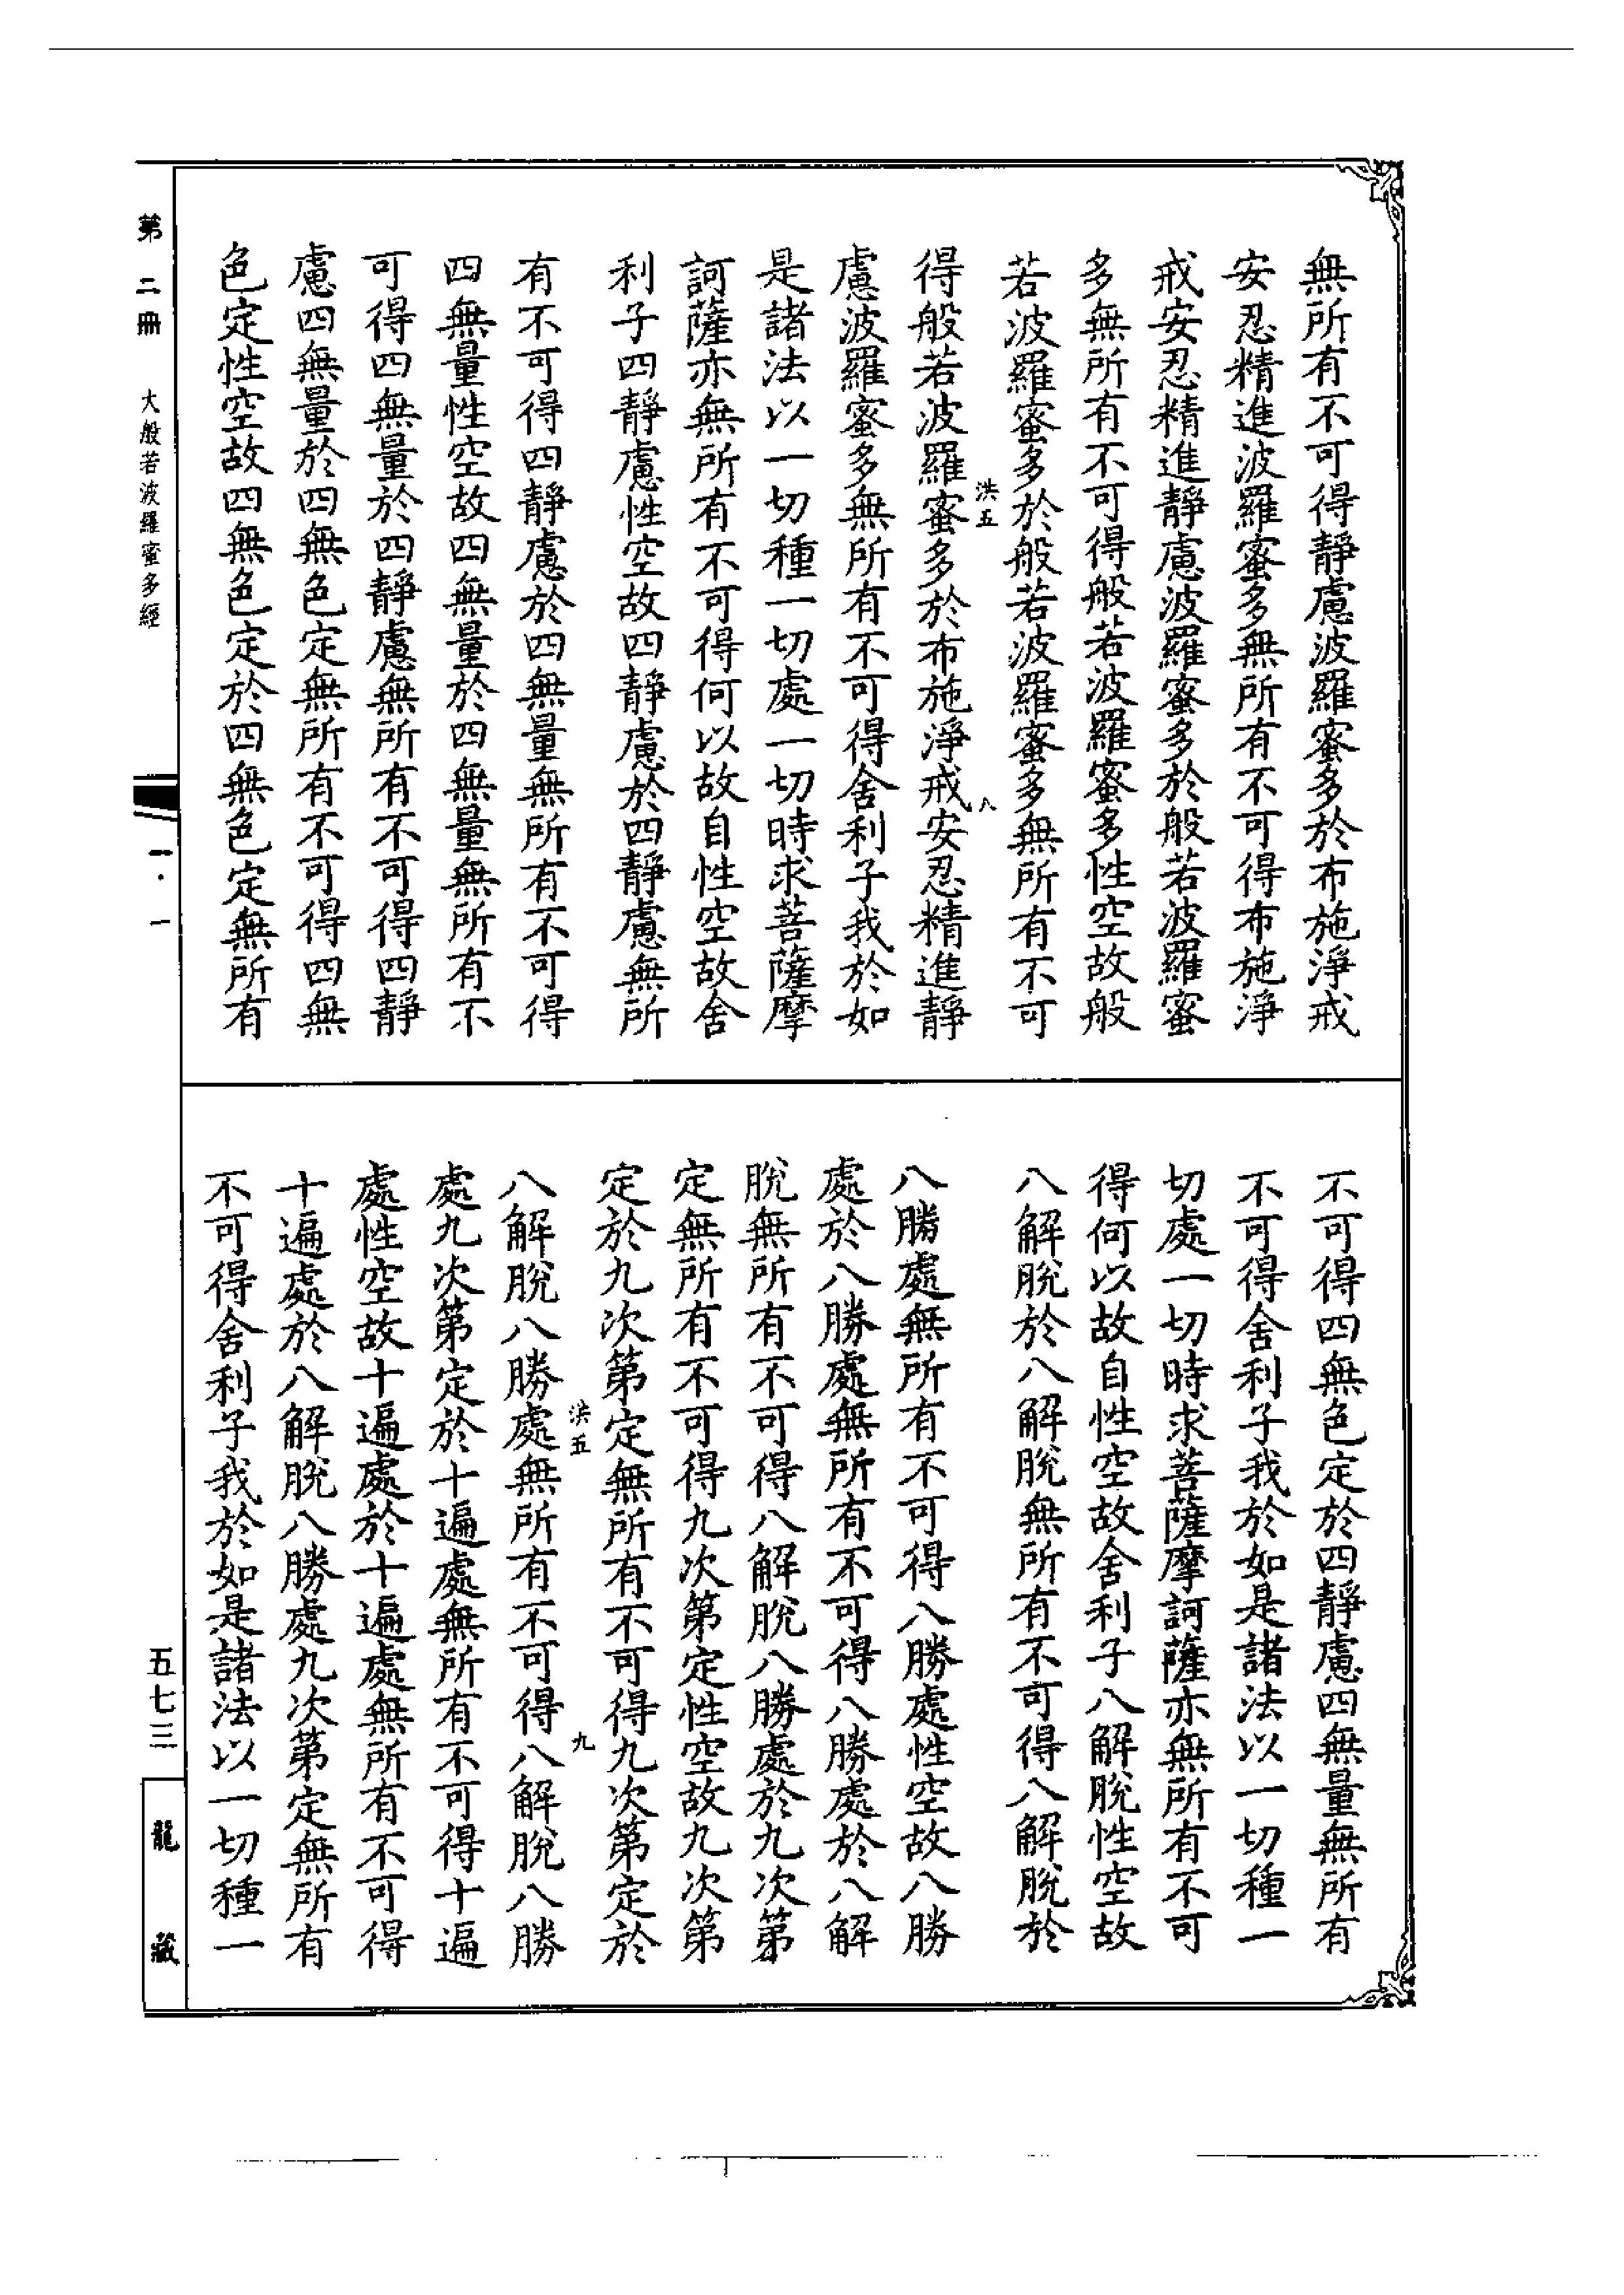 無所有不可得靜慮波羅蜜多於布施淨戒
安忍精進波羅蜜多無所有不可得布施淨
戒安忍精進靜慮波羅蜜多於般若波羅蜜
多無所有不可得般若波羅蜜多性空故般
若波羅蜜多於般若波羅蜜多無所有不可
洪五 八
得般若波羅蜜多於布施淨戒安忍精進靜
慮波羅蜜多無所有不可得舍利子我於如
是諸法以一切種一切處一切時求菩薩摩
訶薩亦無所有不可得何以故自性空故舍
利子四靜慮性空故四靜慮於四靜慮無所
有不可得四靜慮於四無量無所有不可得
四無量性空故四無量於四無量無所有不
可得四無量於四靜慮無所有不可得四靜
慮四無量於四無色定無所有不可得四無
色定性空故四無色定於四無色定無所有
不可得四無色定於四靜慮四無量無所有
不可得舍利子我於如是諸法以一切種一
切處一切時求菩薩摩訶薩亦無所有不可
得何以故自性空故舍利子八解脫性空故
八解脫於八解脫無所有不可得八解脫於
八勝處無所有不可得八勝處性空故八勝
處於八勝處無所有不可得八勝處於八解
脫無所有不可得八解脫八勝處於九次第
定無所有不可得九次第定性空故九次第
定於九次第定無所有不可得九次第定於
洪五 九
八解脫八勝處無所有不可得八解脫八勝
處九次第定於十遍處無所有不可得十遍
處性空故十遍處於十遍處無所有不可得
十遍處於八解脫八勝處九次第定無所有
不可得舍利子我於如是諸法以一切種一
第二冊 大般若波羅蜜多經 一·一 五七三 龍藏